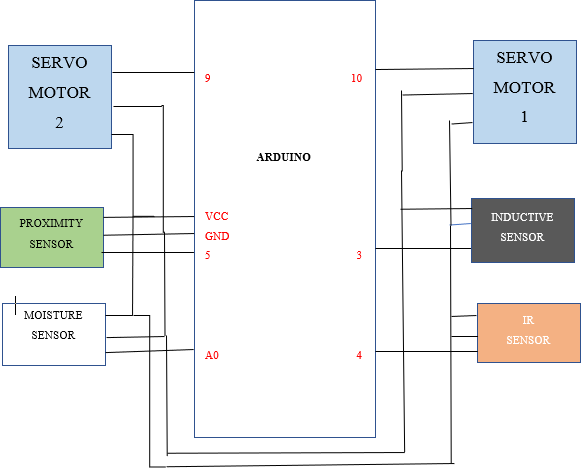 SERVO
MOTOR
2
SERVO
MOTOR
1
9
10
ARDUINO
VCC
GND
5
3
PROXIMITY
SENSOR
INDUCTIVE
SENSOR
MOISTURE
SENSOR
IR
SENSOR
A0
4